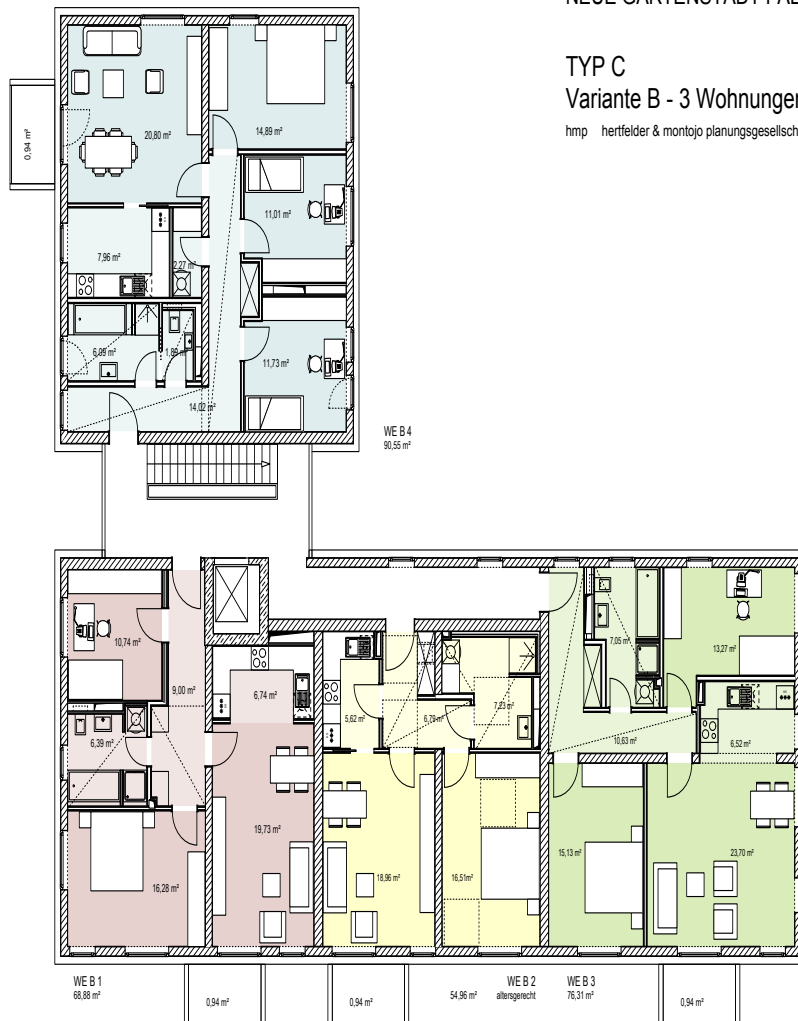 TYP C
Variante B - 3 Wohnungen
hmp hertfelder & montojo planungsgesellsch
0,94 m²
20,80 m²
14,89 m²
11,01 m²
7,96 m²
2,27 m²
6,09 m²
11,73 m²
14,02 m²
WE B 4
90,55 m²
10,74 m²
9,00 m²
6,74 m²
6,39 m²
5,62 m²
6,79 m²
7,05 m²
13,27 m²
10,63 m²
6,52 m²
19,73 m²
16,28 m²
18,96 m²
16,51 m²
15,13 m²
23,70 m²
WE B 1
68,88 m²
0,94 m²
0,94 m²
WE B 2
54,96 m² altersgerecht
WE B 3
76,31 m²
0,94 m²